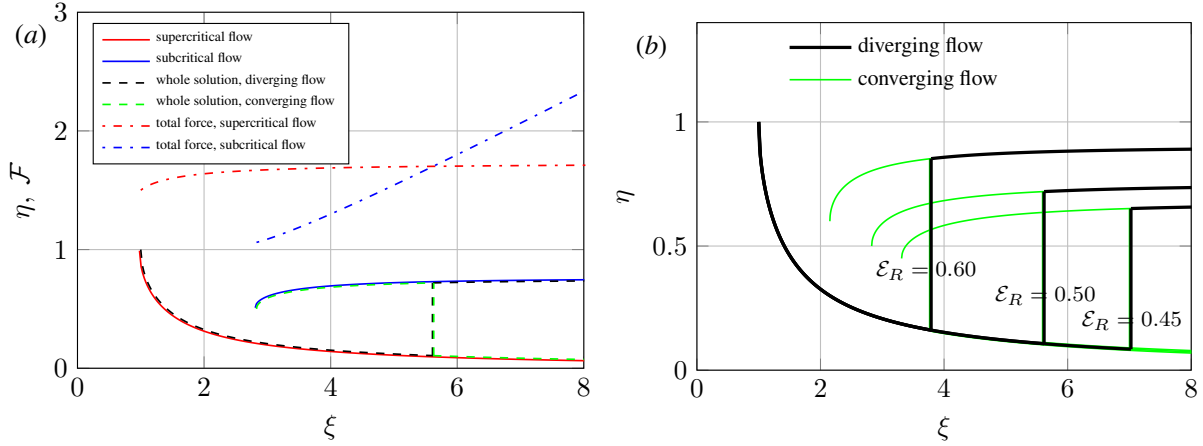 (a)
3
2
1
0
η, ℱ
supercritical flow
subcritical flow
whole solution, diverging flow
whole solution, converging flow
total force, supercritical flow
total force, subcritical flow
0 2 4 6 8
ξ
(b)
1
0.5
0
η
diverging flow
converging flow
ℰ_R = 0.60
ℰ_R = 0.50
ℰ_R = 0.45
0 2 4 6 8
ξ